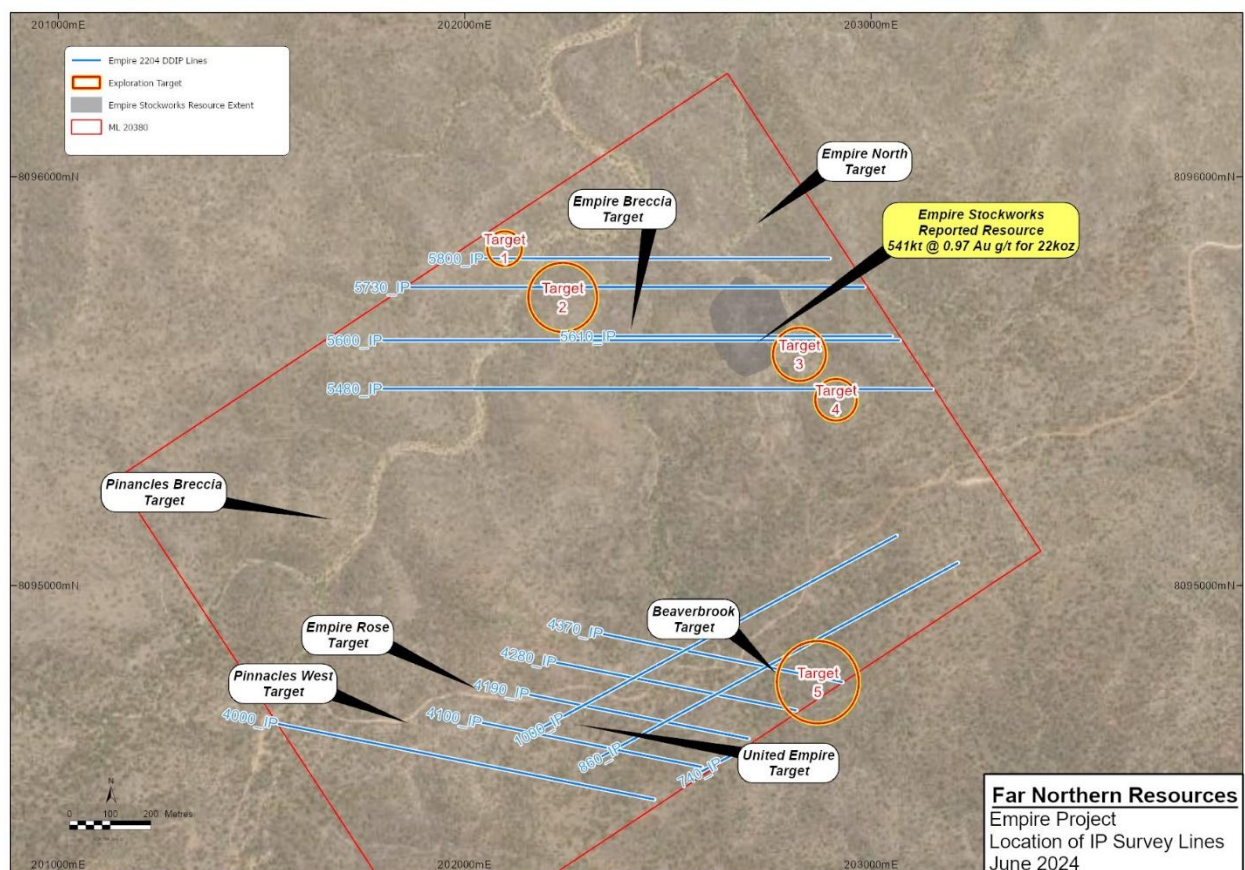 201000mE
202000mE
203000mE
Empire 2204 DDIP Lines
Exploration Target
Empire Stockworks Resource Extent
ML 20380
8096000mN
8096000mN
Empire North
Target
Empire Breccia
Target
Empire Stockworks
Reported Resource
541kt @ 0.97 Au g/t for 22koz
Target
1
5800_IP
5730_IP
Target
2
5610_IP
5600_IP
Target
3
5480_IP
Target
4
Pinancles Breccia
Target
8095000mN
8095000mN
Empire Rose
Target
Beaverbrook
Target
4370_IP
4280_IP
Target
5
Pinnacles West
Target
4190_IP
4000_IP
4100_IP
1000_IP
860_IP
740_IP
United Empire
Target
N
0 100 200 Metres
Far Northern Resources
Empire Project
Location of IP Survey Lines
June 2024
201000mE
202000mE
203000mE